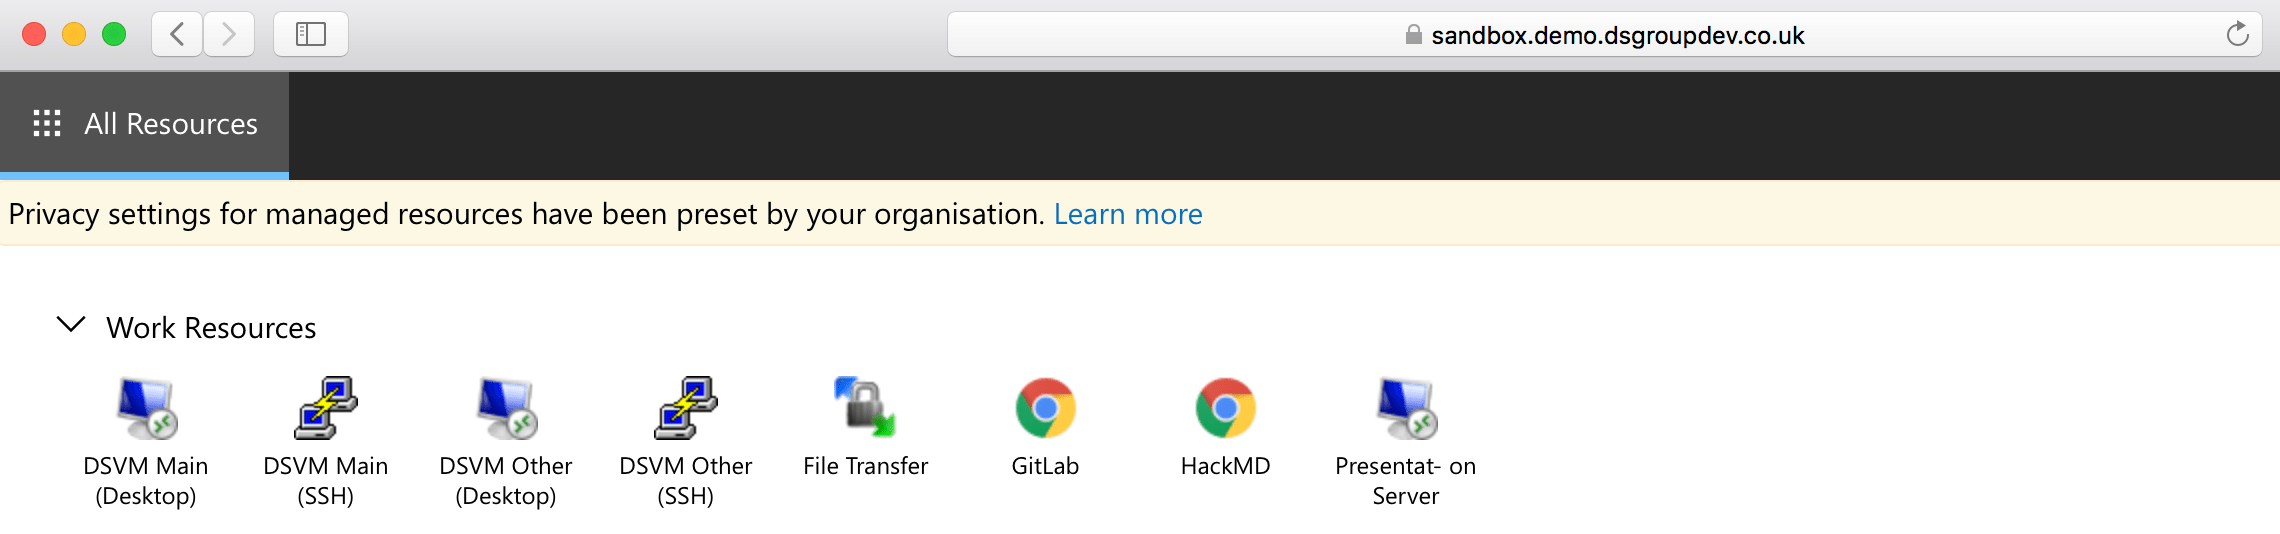 sandbox.demo.dsgroupdev.co.uk
All Resources
Privacy settings for managed resources have been preset by your organisation. Learn more
Work Resources
DSVM Main
(Desktop)
DSVM Main
(SSH)
DSVM Other
(Desktop)
DSVM Other
(SSH)
File Transfer
GitLab
HackMD
Presentat- on
Server